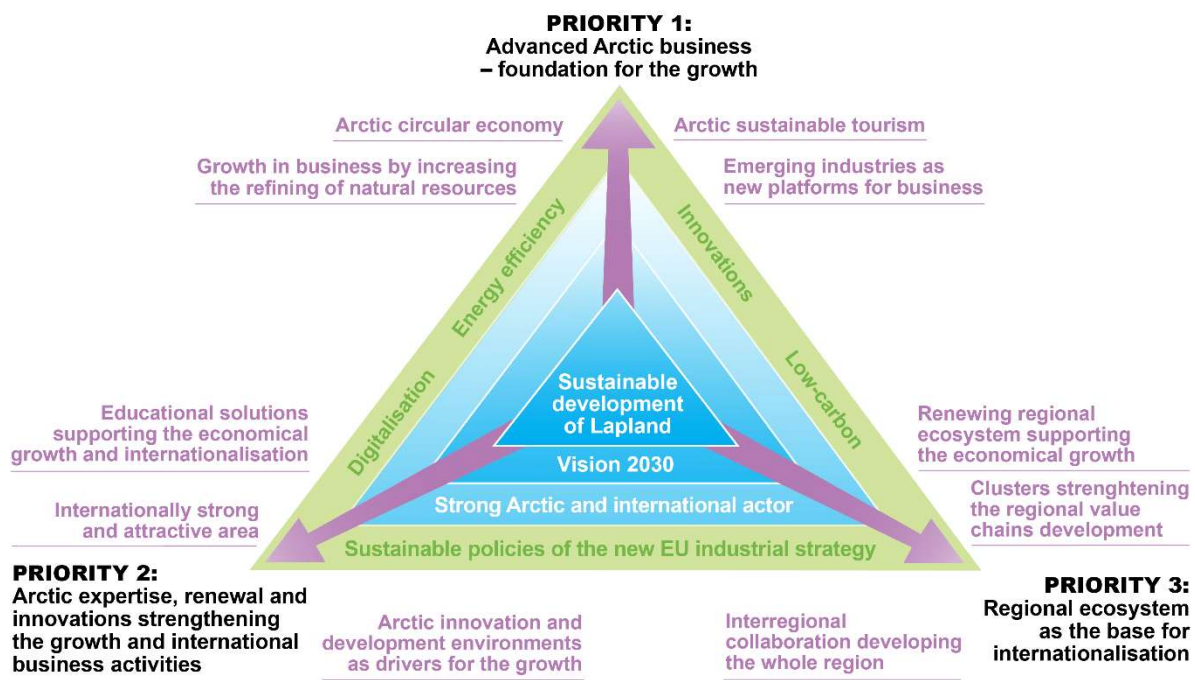 PRIORITY 1:
Advanced Arctic business
– foundation for the growth
Arctic circular economy
Growth in business by increasing
the refining of natural resources
Arctic sustainable tourism
Emerging industries as
new platforms for business
Energy efficiency
Digitalisation
Innovations
Low-carbon
Sustainable
development
of Lapland
Vision 2030
Strong Arctic and international actor
Sustainable policies of the new EU industrial strategy
Educational solutions
supporting the economical
growth and internationalisation
Internationally strong
and attractive area
Renewing regional
ecosystem supporting
the economical growth
Clusters strenghtening
the regional value
chains development
PRIORITY 2:
Arctic expertise, renewal and
innovations strengthening
the growth and international
business activities
Arctic innovation and
development environments
as drivers for the growth
Interregional
collaboration developing
the whole region
PRIORITY 3:
Regional ecosystem
as the base for
internationalisation